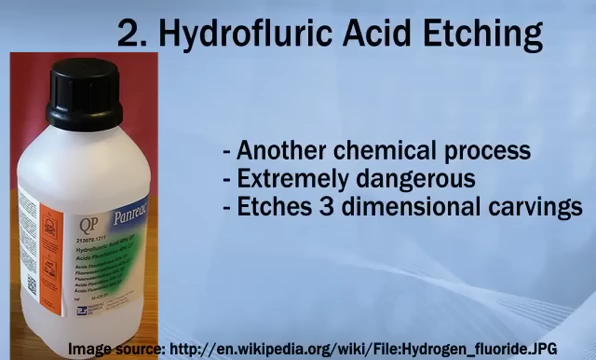 2. Hydrofluric Acid Etching
- Another chemical process
- Extremely dangerous
- Etches 3 dimensional carvings
QP
Panreac
Image source: http://en.wikipedia.org/wiki/File:Hydrogen_fluoride.JPG